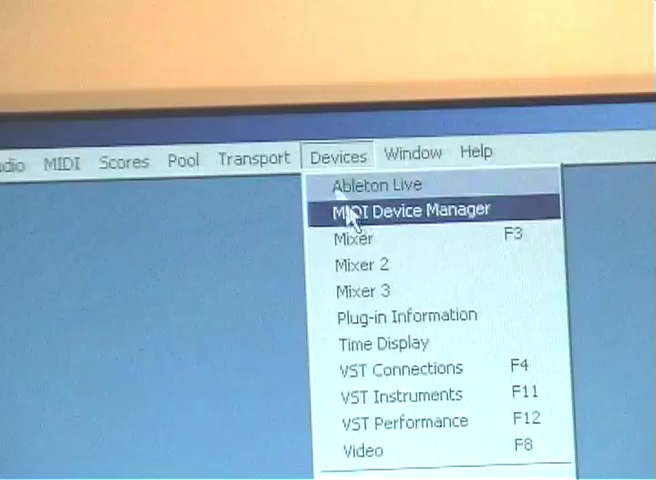 dio MIDI Scores Pool Transport Devices Window Help
Ableton Live
MIDI Device Manager
Mixer F3
Mixer 2
Mixer 3
Plug-in Information
Time Display
VST Connections F4
VST Instruments F11
VST Performance F12
Video F8